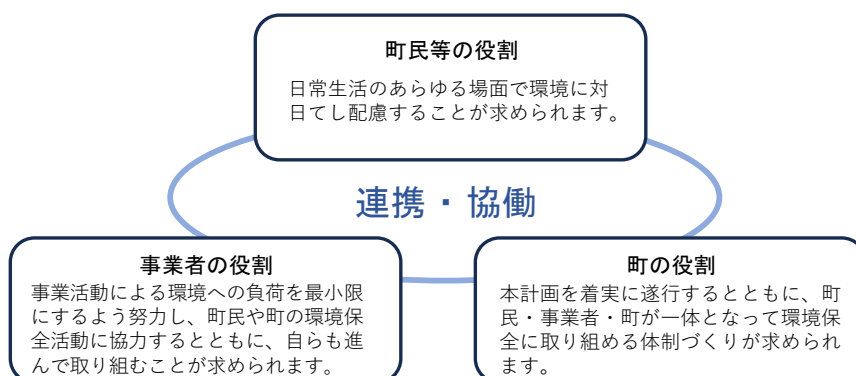 町民等の役割
日常生活のあらゆる場面で環境に対
日てし配慮することが求められます。
連携・協働
事業者の役割
事業活動による環境への負荷を最小限
にするよう努力し、町民や町の環境保
全活動に協力するとともに、自らも進
んで取り組むことが求められます。
町の役割
本計画を着実に遂行するとともに、町
民・事業者・町が一体となって環境保
全に取り組める体制づくりが求められ
ます。